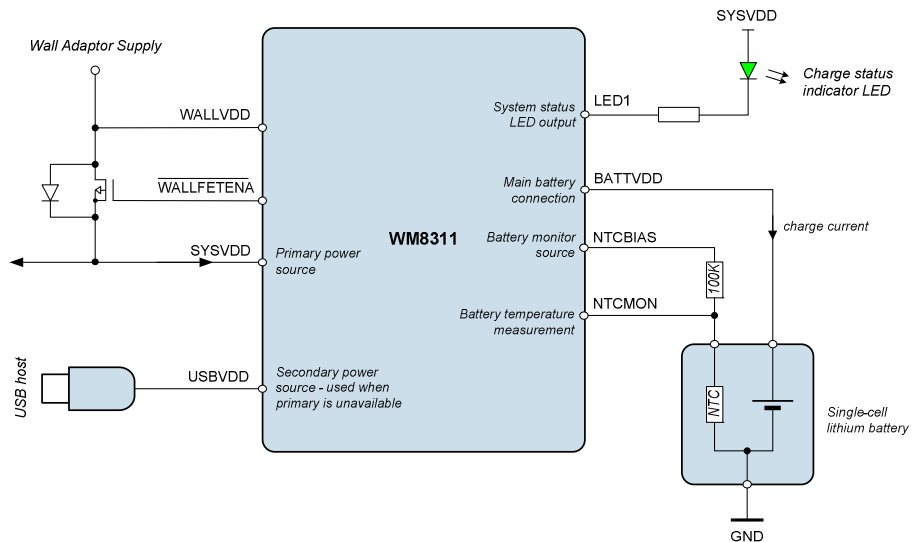 SYSVDD
Wall Adaptor Supply
Charge status
indicator LED
WALLVDD
System status
LED output
LED1
WALLFETENA
Main battery
connection
BATTVDD
charge current
WM8311
Battery monitor
source
NTCBIAS
SYSVDD
Primary power
source
100K
Battery temperature
measurement
NTCMON
USB host
USBVDD
Secondary power
source - used when
primary is unavailable
NTC
Single-cell
lithium battery
GND